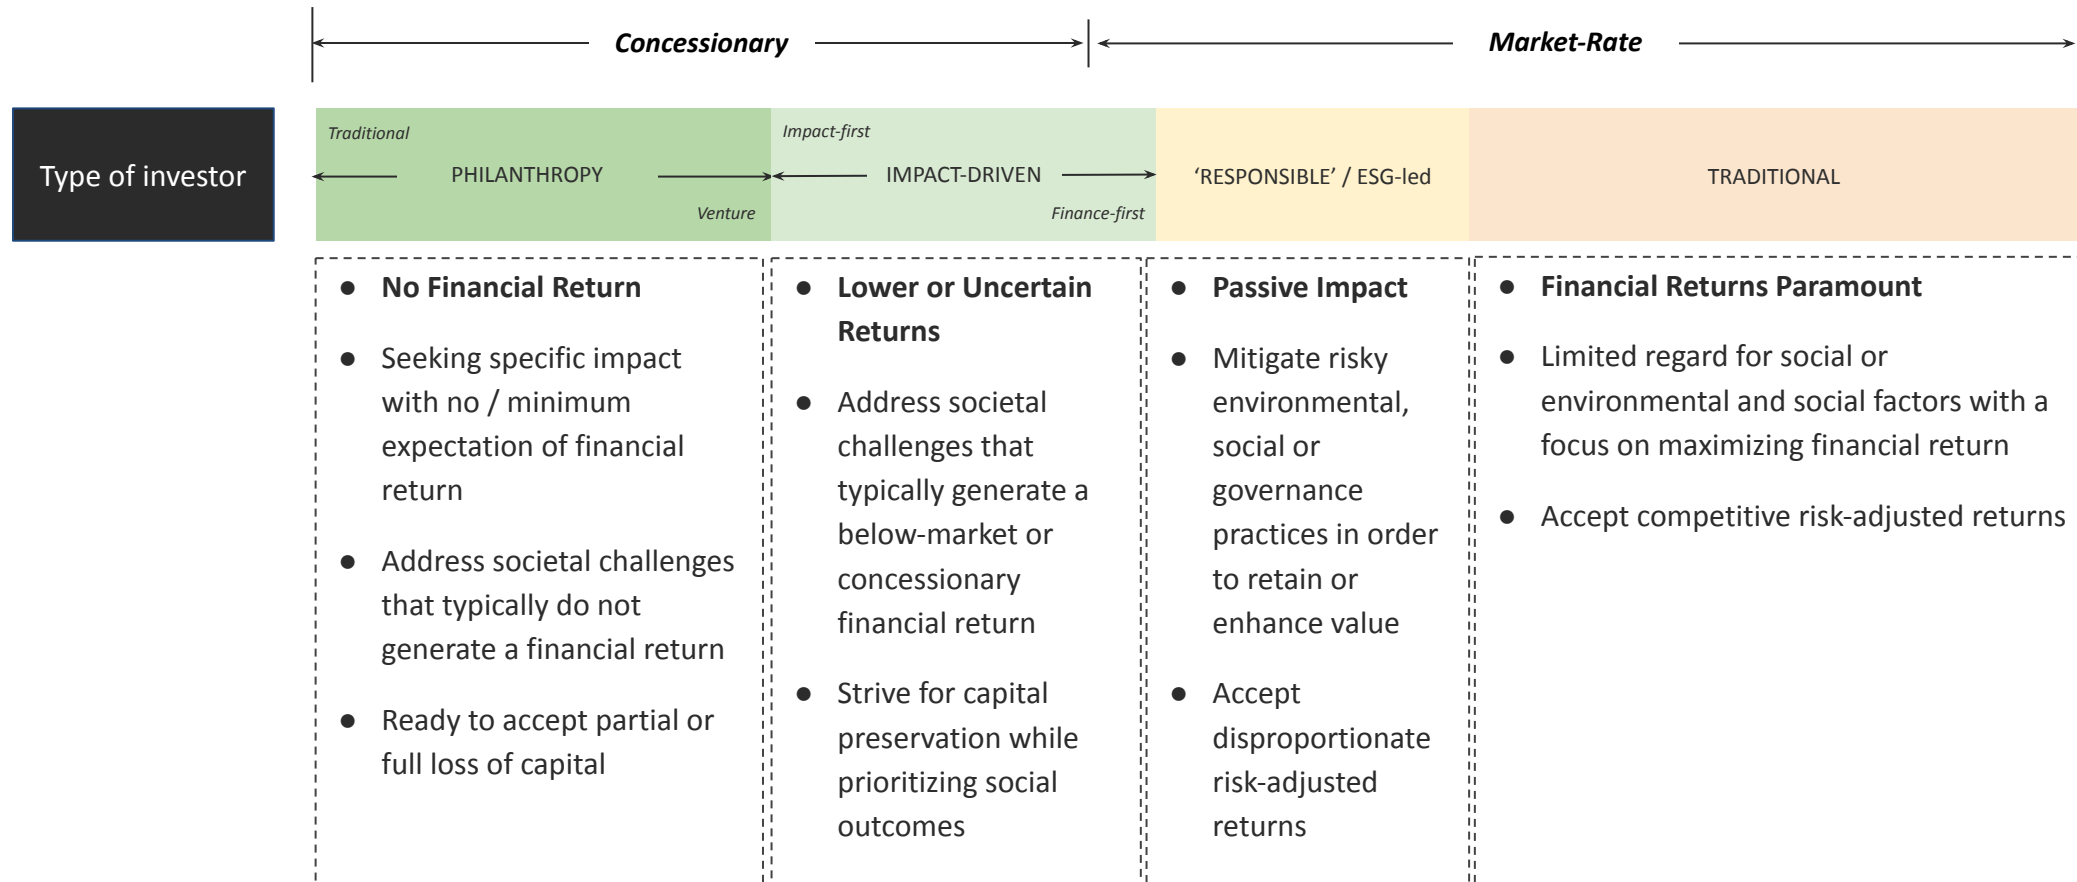 Concessionary
Market-Rate
Type of investor
Traditional
PHILANTHROPY
Venture
Impact-first
IMPACT-DRIVEN
Finance-first
‘RESPONSIBLE’ / ESG-led
TRADITIONAL
● No Financial Return
● Seeking specific impact
with no / minimum
expectation of financial
return
● Address societal challenges
that typically do not
generate a financial return
● Ready to accept partial or
full loss of capital
● Lower or Uncertain
Returns
● Address societal
challenges that
typically generate a
below-market or
concessionary
financial return
● Strive for capital
preservation while
prioritizing social
outcomes
● Passive Impact
● Mitigate risky
environmental,
social or
governance
practices in order
to retain or
enhance value
● Accept
disproportionate
risk-adjusted
returns
● Financial Returns Paramount
● Limited regard for social or
environmental and social factors with a
focus on maximizing financial return
● Accept competitive risk-adjusted returns